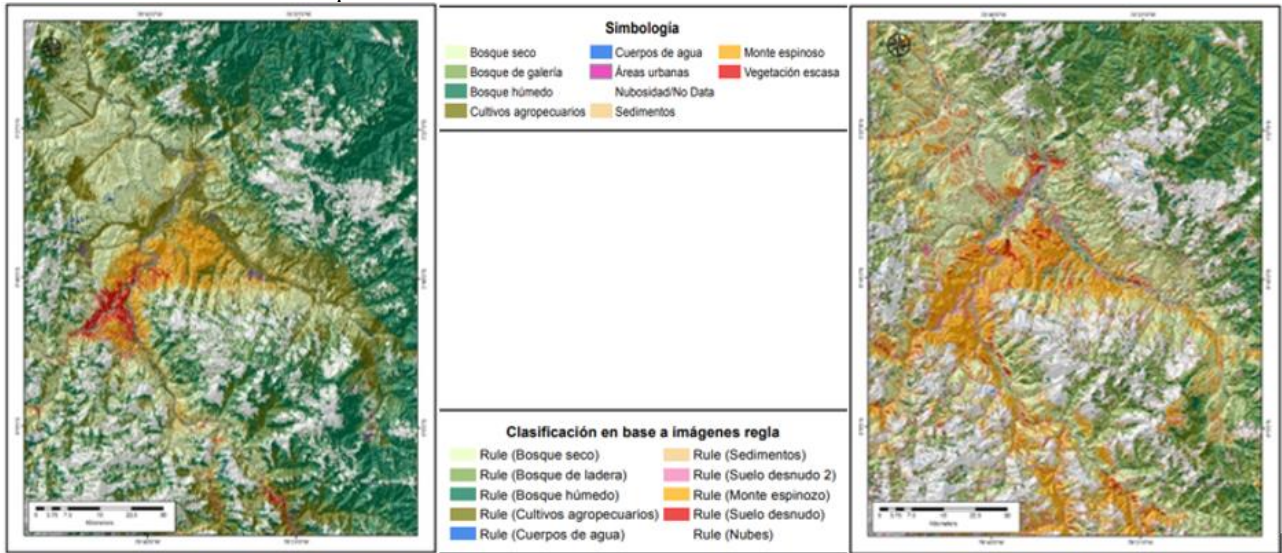 Simbología
Bosque seco
Cuerpos de agua
Monte espinoso
Bosque de galería
Áreas urbanas
Vegetación escasa
Bosque húmedo
Nubosidad/No Data
Cultivos agropecuarios
Sedimentos
Clasificación en base a imágenes regla
Rule (Bosque seco)
Rule (Sedimentos)
Rule (Bosque de ladera)
Rule (Suelo desnudo 2)
Rule (Bosque húmedo)
Rule (Monte espinozo)
Rule (Cultivos agropecuarios)
Rule (Suelo desnudo)
Rule (Cuerpos de agua)
Rule (Nubes)